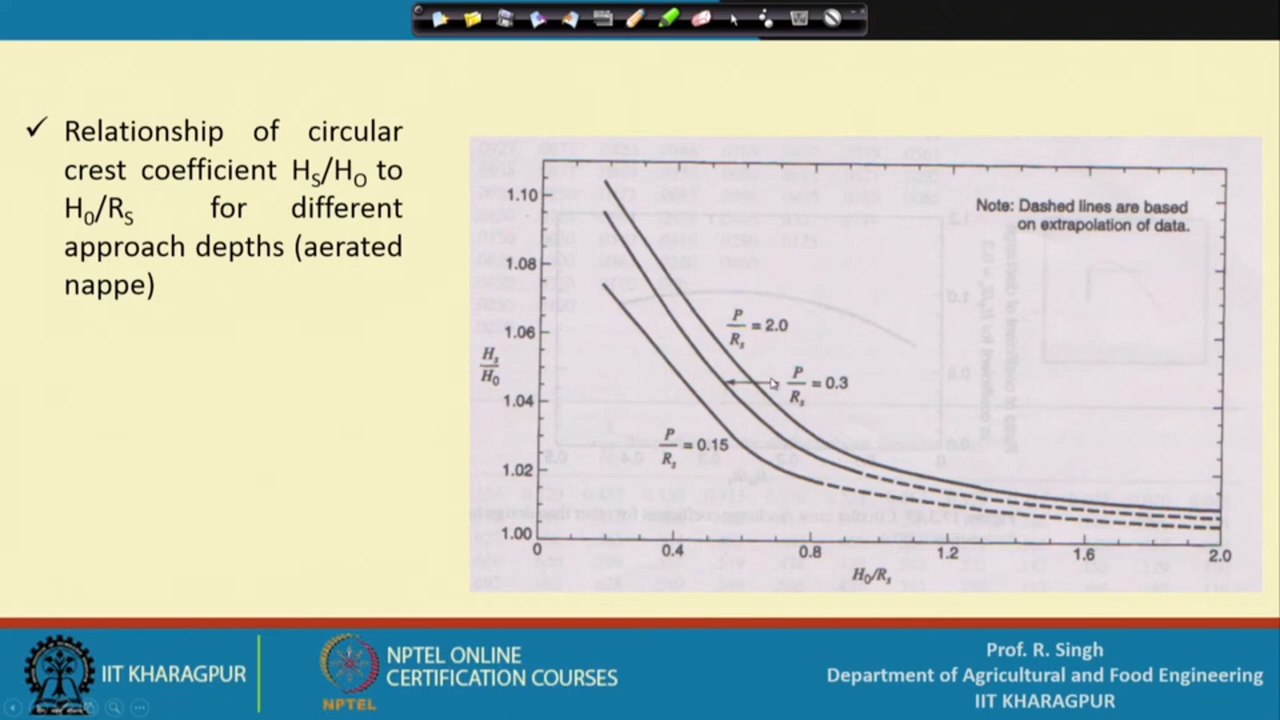 ✓ Relationship of circular
crest coefficient HS/HO to
H0/RS for different
approach depths (aerated
nappe)
Note: Dashed lines are based
on extrapolation of data.
1.10
1.08
1.06
1.04
1.02
1.00
Hs/H0
P/Rs = 2.0
P/Rs = 0.3
P/Rs = 0.15
0 0.4 0.8 1.2 1.6 2.0
H0/Rs
IIT KHARAGPUR
NPTEL
NPTEL ONLINE
CERTIFICATION COURSES
Prof. R. Singh
Department of Agricultural and Food Engineering
IIT KHARAGPUR